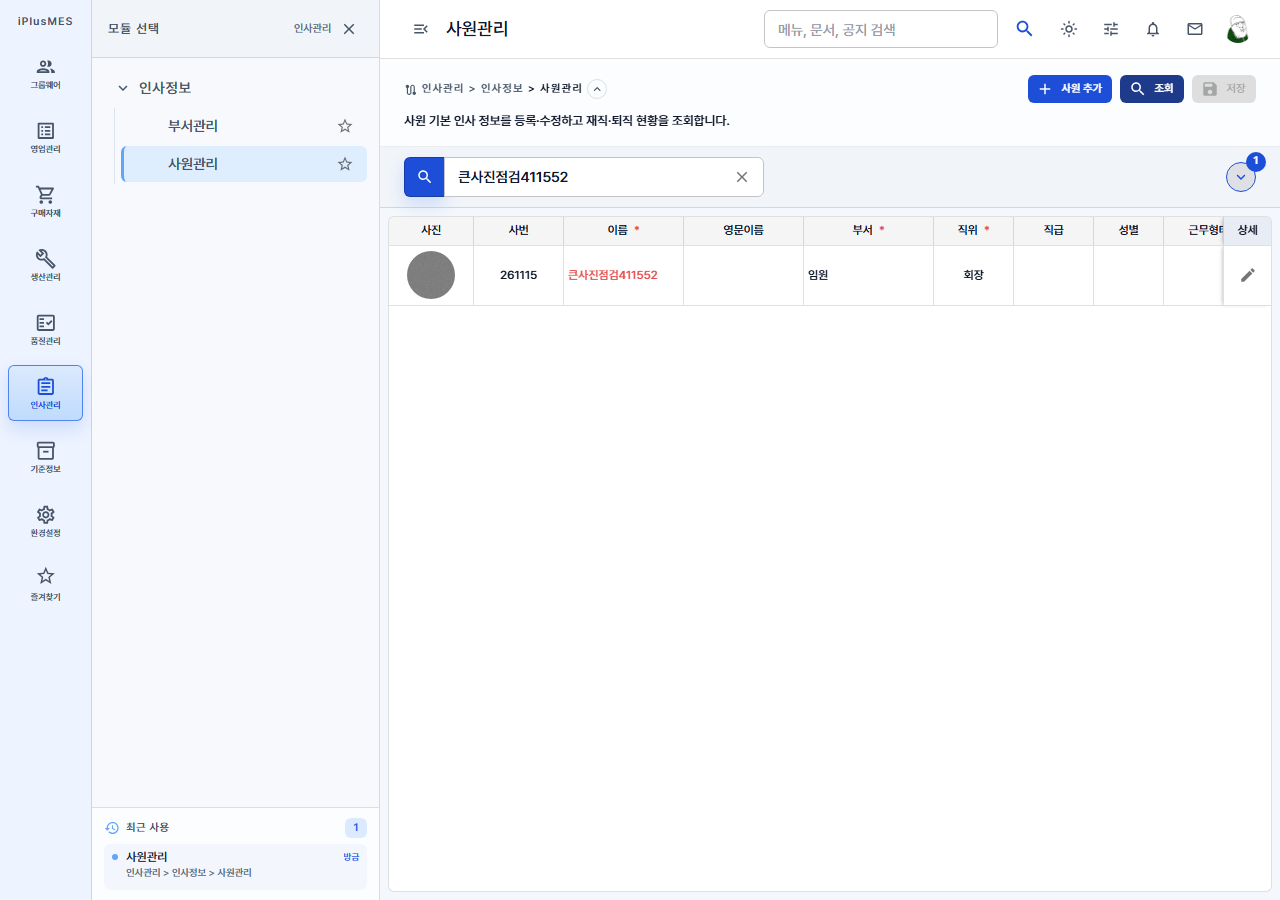 iPlusMES
그룹웨어
영업관리
구매자재
생산관리
품질관리
인사관리
기준정보
환경설정
즐겨찾기
모듈 선택
인사관리
인사정보
부서관리
사원관리
최근 사용
1
사원관리
방금
인사관리 > 인사정보 > 사원관리
사원관리
메뉴, 문서, 공지 검색
인사관리 > 인사정보 > 사원관리
사원 추가
조회
저장
사원 기본 인사 정보를 등록·수정하고 재직·퇴직 현황을 조회합니다.
큰사진점검411552
1
사진 사번 이름 * 영문이름 부서 * 직위 * 직급 성별 근무형태 상세
261115 큰사진점검411552 임원 회장